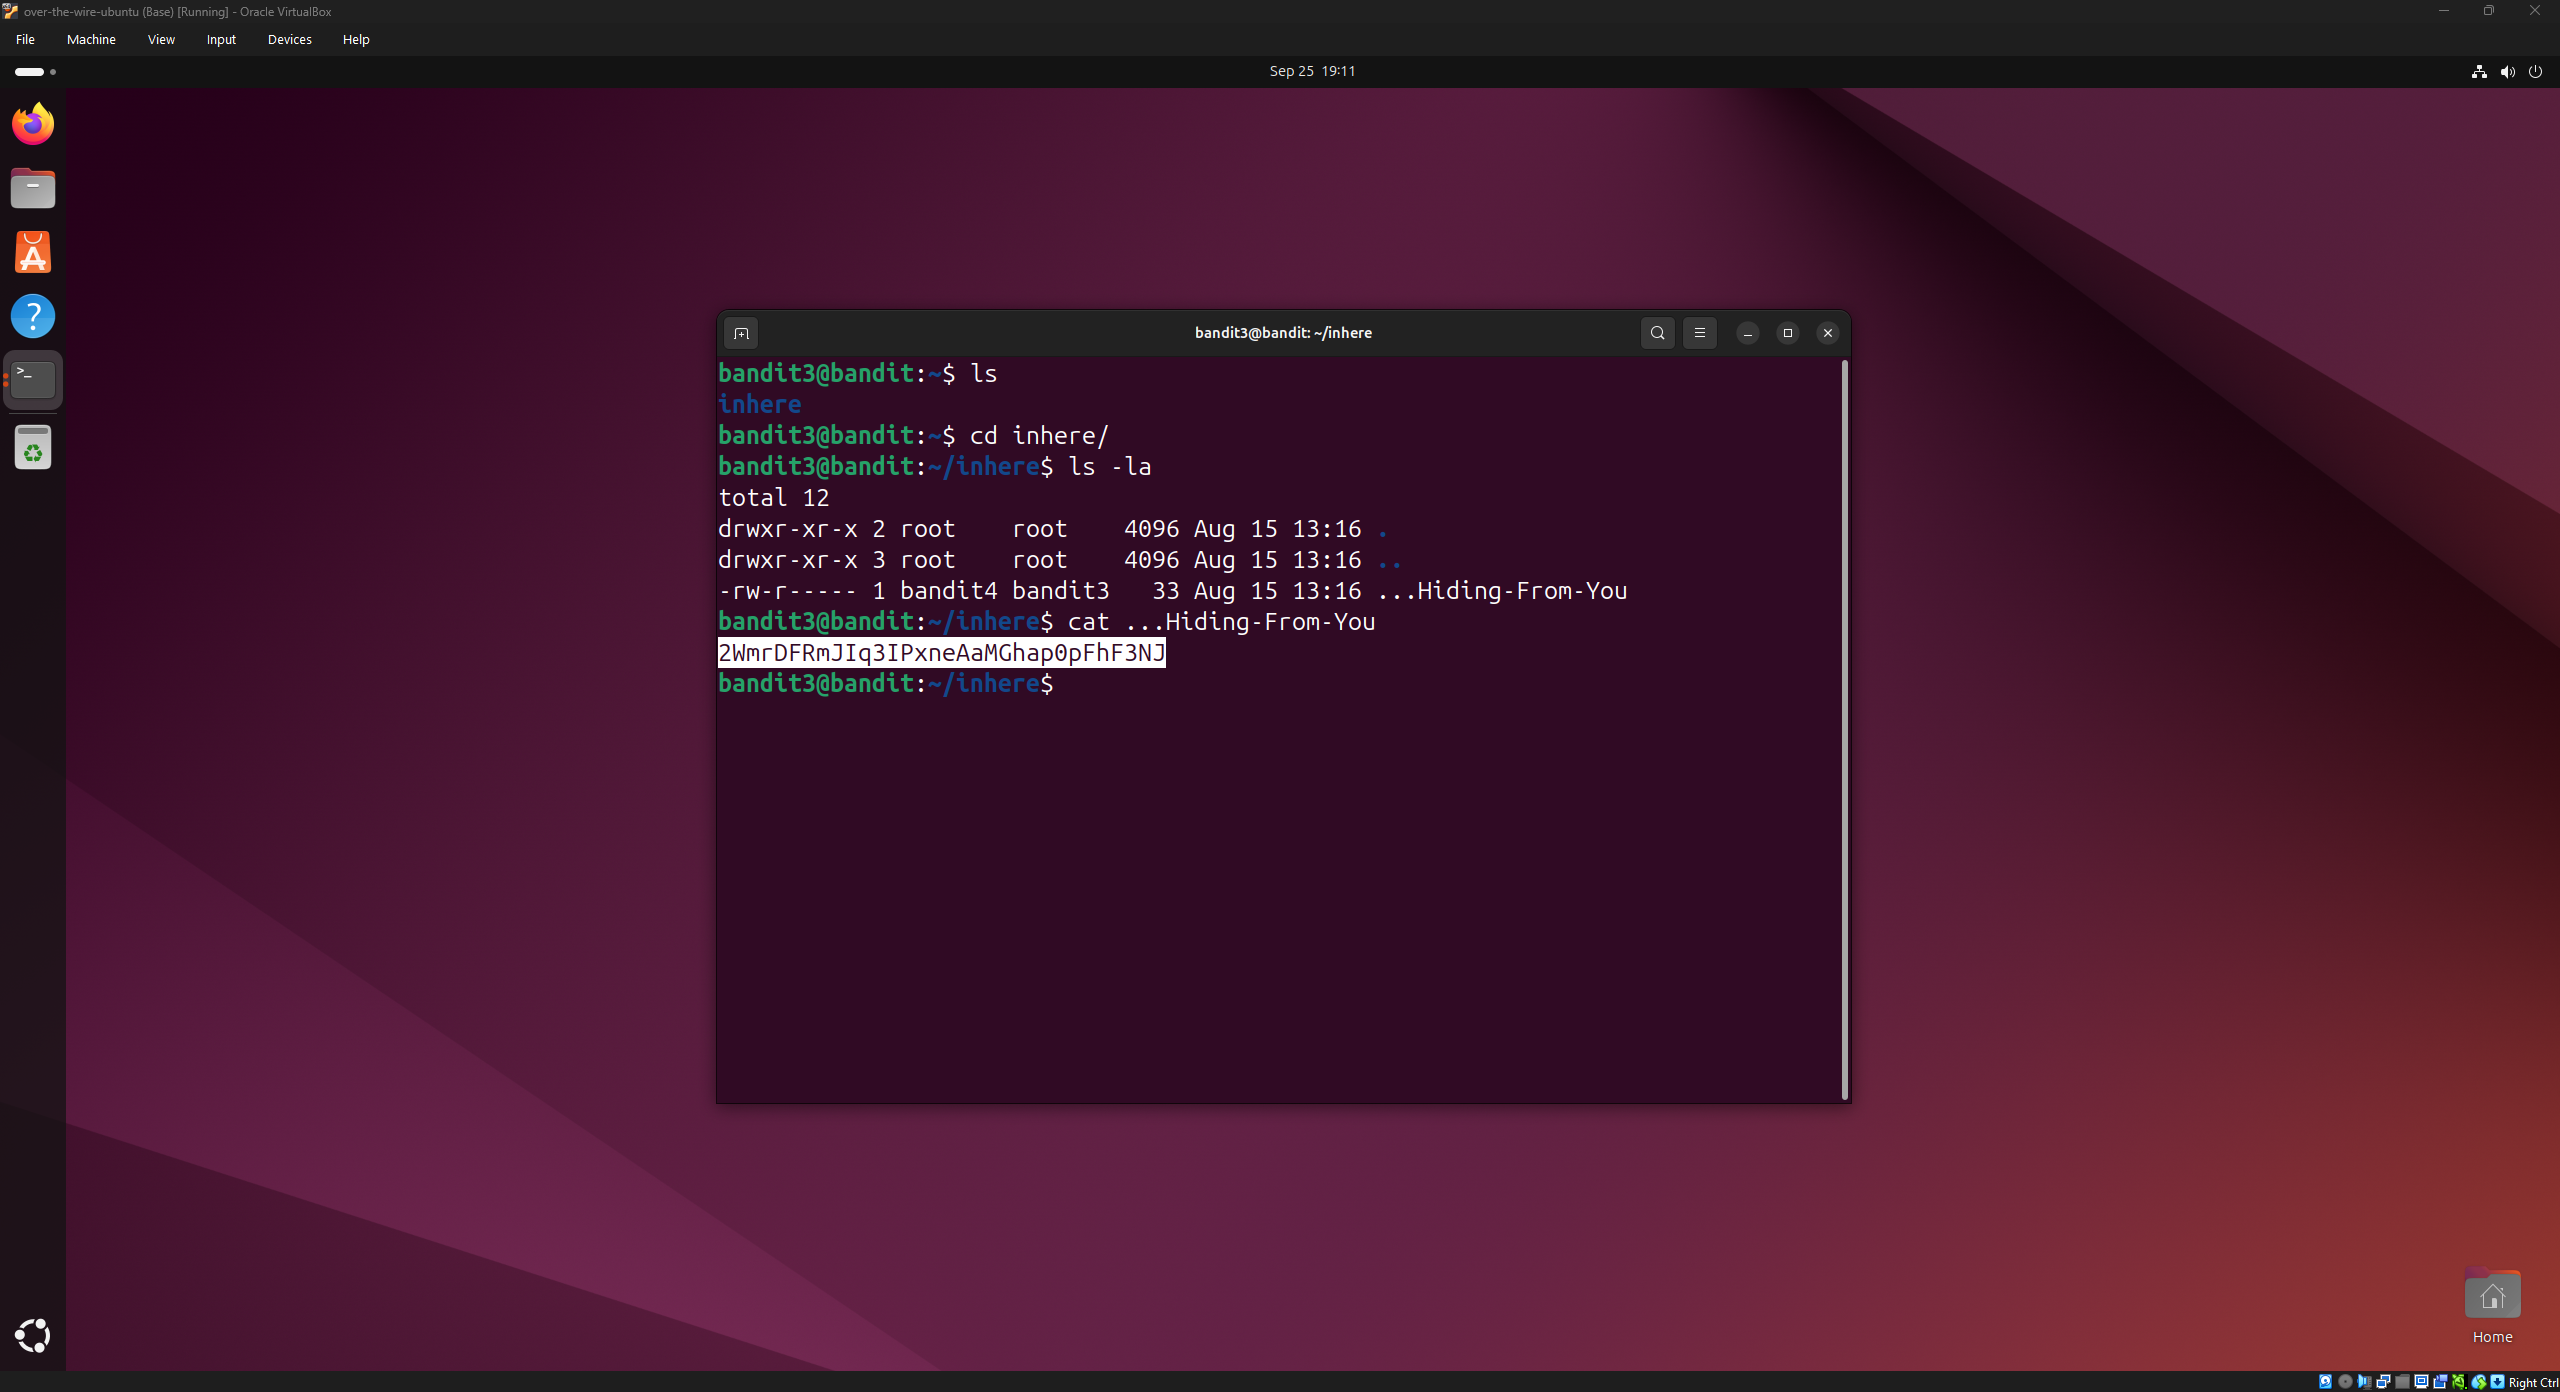 over-the-wire-ubuntu (Base) [Running] - Oracle VirtualBox
File Machine View Input Devices Help
Sep 25 19:11
bandit3@bandit: ~/inhere
bandit3@bandit:~$ ls
inhere
bandit3@bandit:~$ cd inhere/
bandit3@bandit:~/inhere$ ls -la
total 12
drwxr-xr-x 2 root    root    4096 Aug 15 13:16 .
drwxr-xr-x 3 root    root    4096 Aug 15 13:16 ..
-rw-r----- 1 bandit4 bandit3   33 Aug 15 13:16 ...Hiding-From-You
bandit3@bandit:~/inhere$ cat ...Hiding-From-You
2WmrDFRmJIq3IPxneAaMGhap0pFhF3NJ
bandit3@bandit:~/inhere$
Home
Right Ctrl